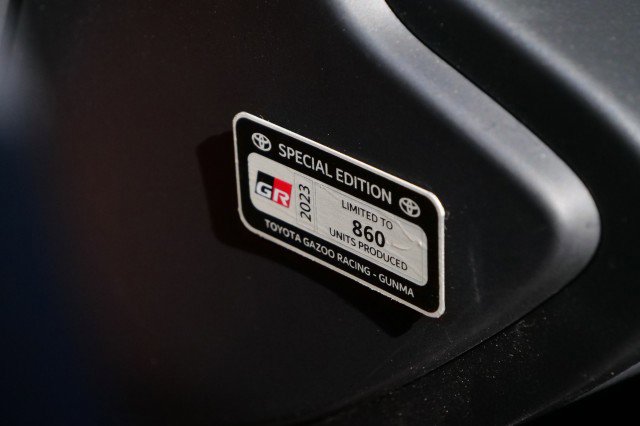 SPECIAL EDITION
GR
2023
LIMITED TO
860
UNITS PRODUCED
TOYOTA GAZOO RACING - GUNMA